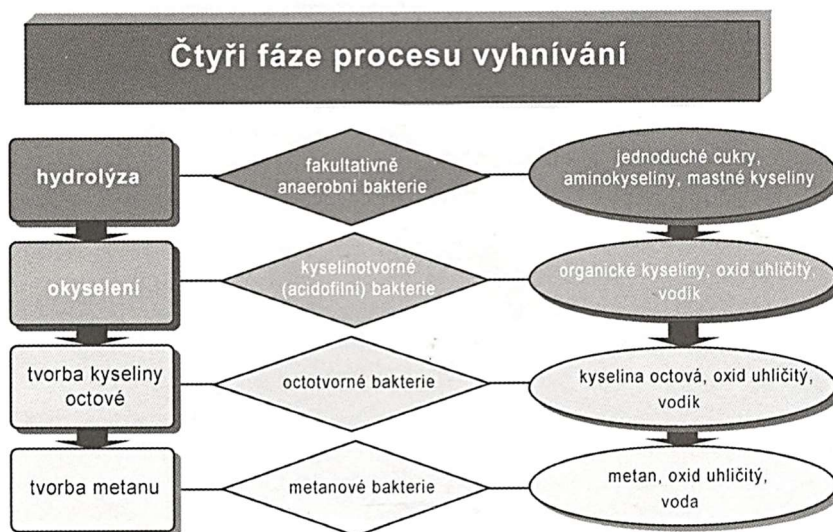 Čtyři fáze procesu vyhnívání
hydrolýza
fakultativně
anaerobni bakterie
jednoduché cukry,
aminokyseliny, mastné kyseliny
okyselení
kyselinotvorné
(acidofilní) bakterie
organické kyseliny, oxid uhličitý,
vodík
tvorba kyseliny
octové
octotvorné bakterie
kyselina octová, oxid uhličitý,
vodík
tvorba metanu
metanové bakterie
metan, oxid uhličitý,
voda